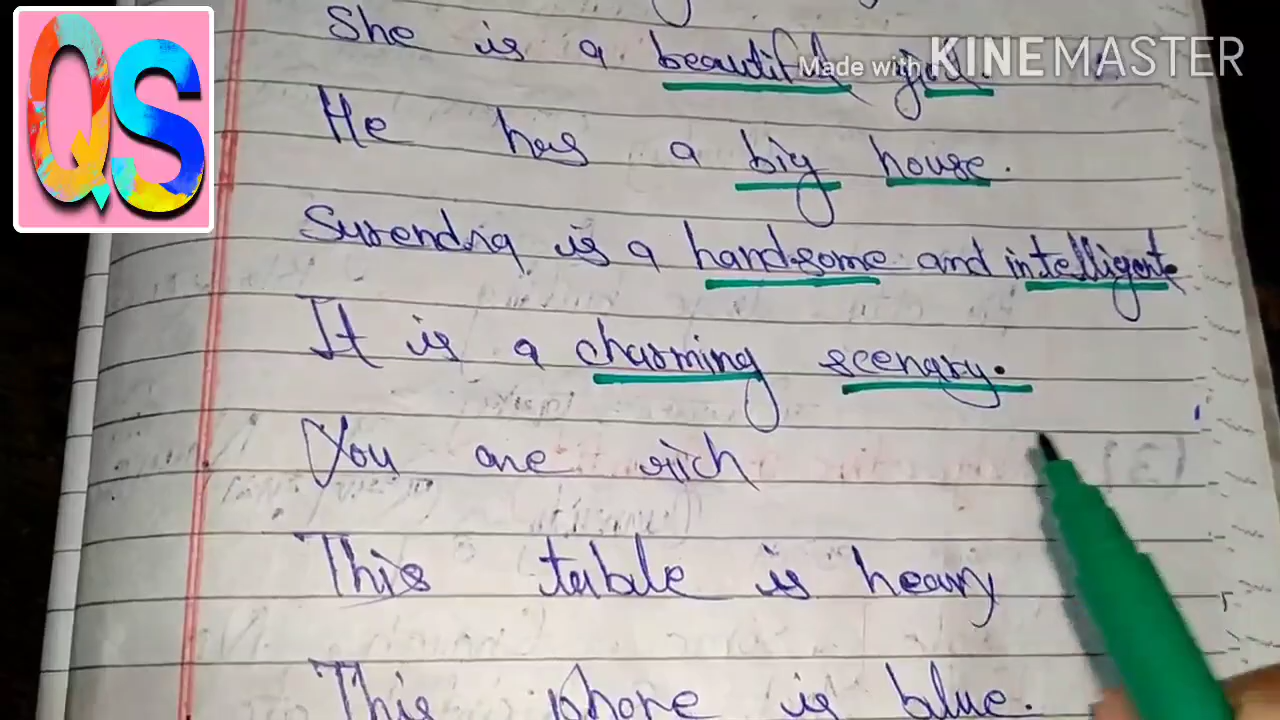 QS
Made with KINEMASTER
She is a beautiful girl.
He has a big house.
Surendra is a handsome and intelligent
It is a charming scenary.
You are rich
This table is heavy
This phone is blue.